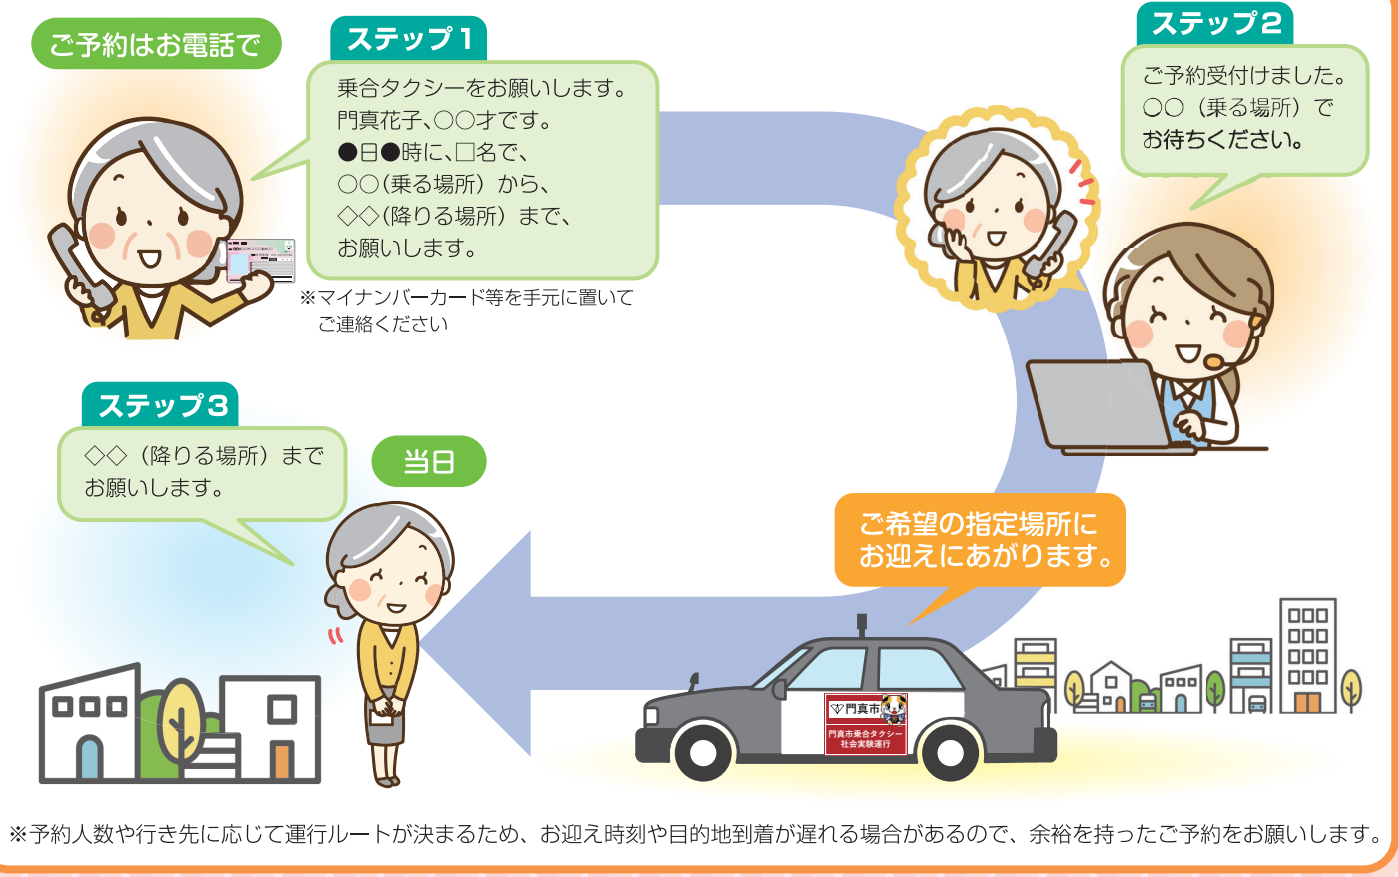 ご予約はお電話で
ステップ1
乗合タクシーをお願いします。
門真花子、○○才です。
●日●時に、□名で、
○○(乗る場所)から、
◇◇(降りる場所)まで、
お願いします。
※マイナンバーカード等を手元に置いて
ご連絡ください
ステップ2
ご予約受付けました。
○○(乗る場所)で
お待ちください。
ご希望の指定場所に
お迎えにあがります。
門真市
門真市乗合タクシー
社会実験運行
ステップ3
◇◇(降りる場所)まで
お願いします。
当日
※予約人数や行き先に応じて運行ルートが決まるため、お迎え時刻や目的地到着が遅れる場合があるので、余裕を持ったご予約をお願いします。